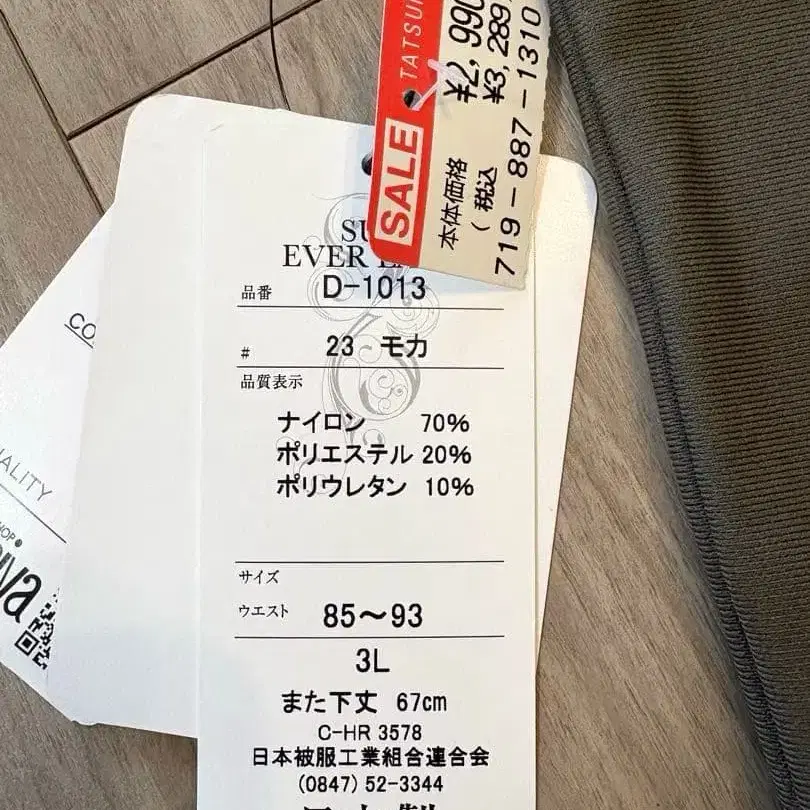 SALE
TATSU
¥2,990
¥3,289
本体価格
(税込
719-887-1310
EVER
品番 D-1013
# 23 モカ
品質表示
ナイロン 70%
ポリエステル 20%
ポリウレタン 10%
サイズ
ウエスト 85～93
3L
また下丈 67cm
C-HR 3578
日本被服工業組合連合会
(0847) 52-3344
CO
ALITY
HOP
iva